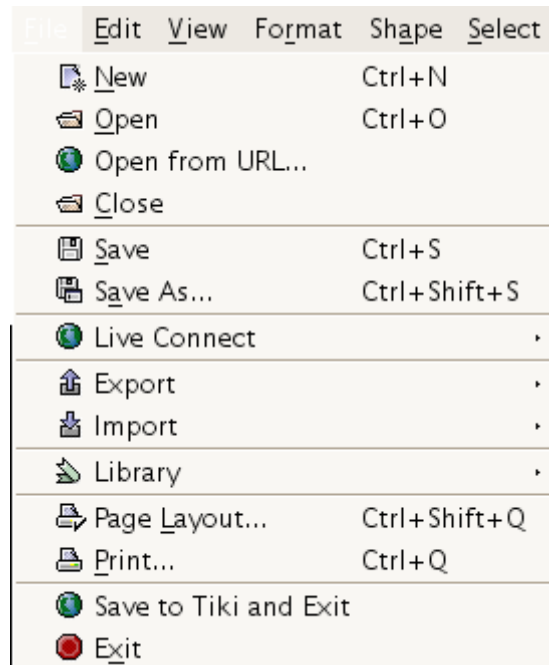 File Edit View Format Shape Select
New Ctrl+N
Open Ctrl+O
Open from URL...
Close
Save Ctrl+S
Save As... Ctrl+Shift+S
Live Connect
Export
Import
Library
Page Layout... Ctrl+Shift+Q
Print... Ctrl+Q
Save to Tiki and Exit
Exit